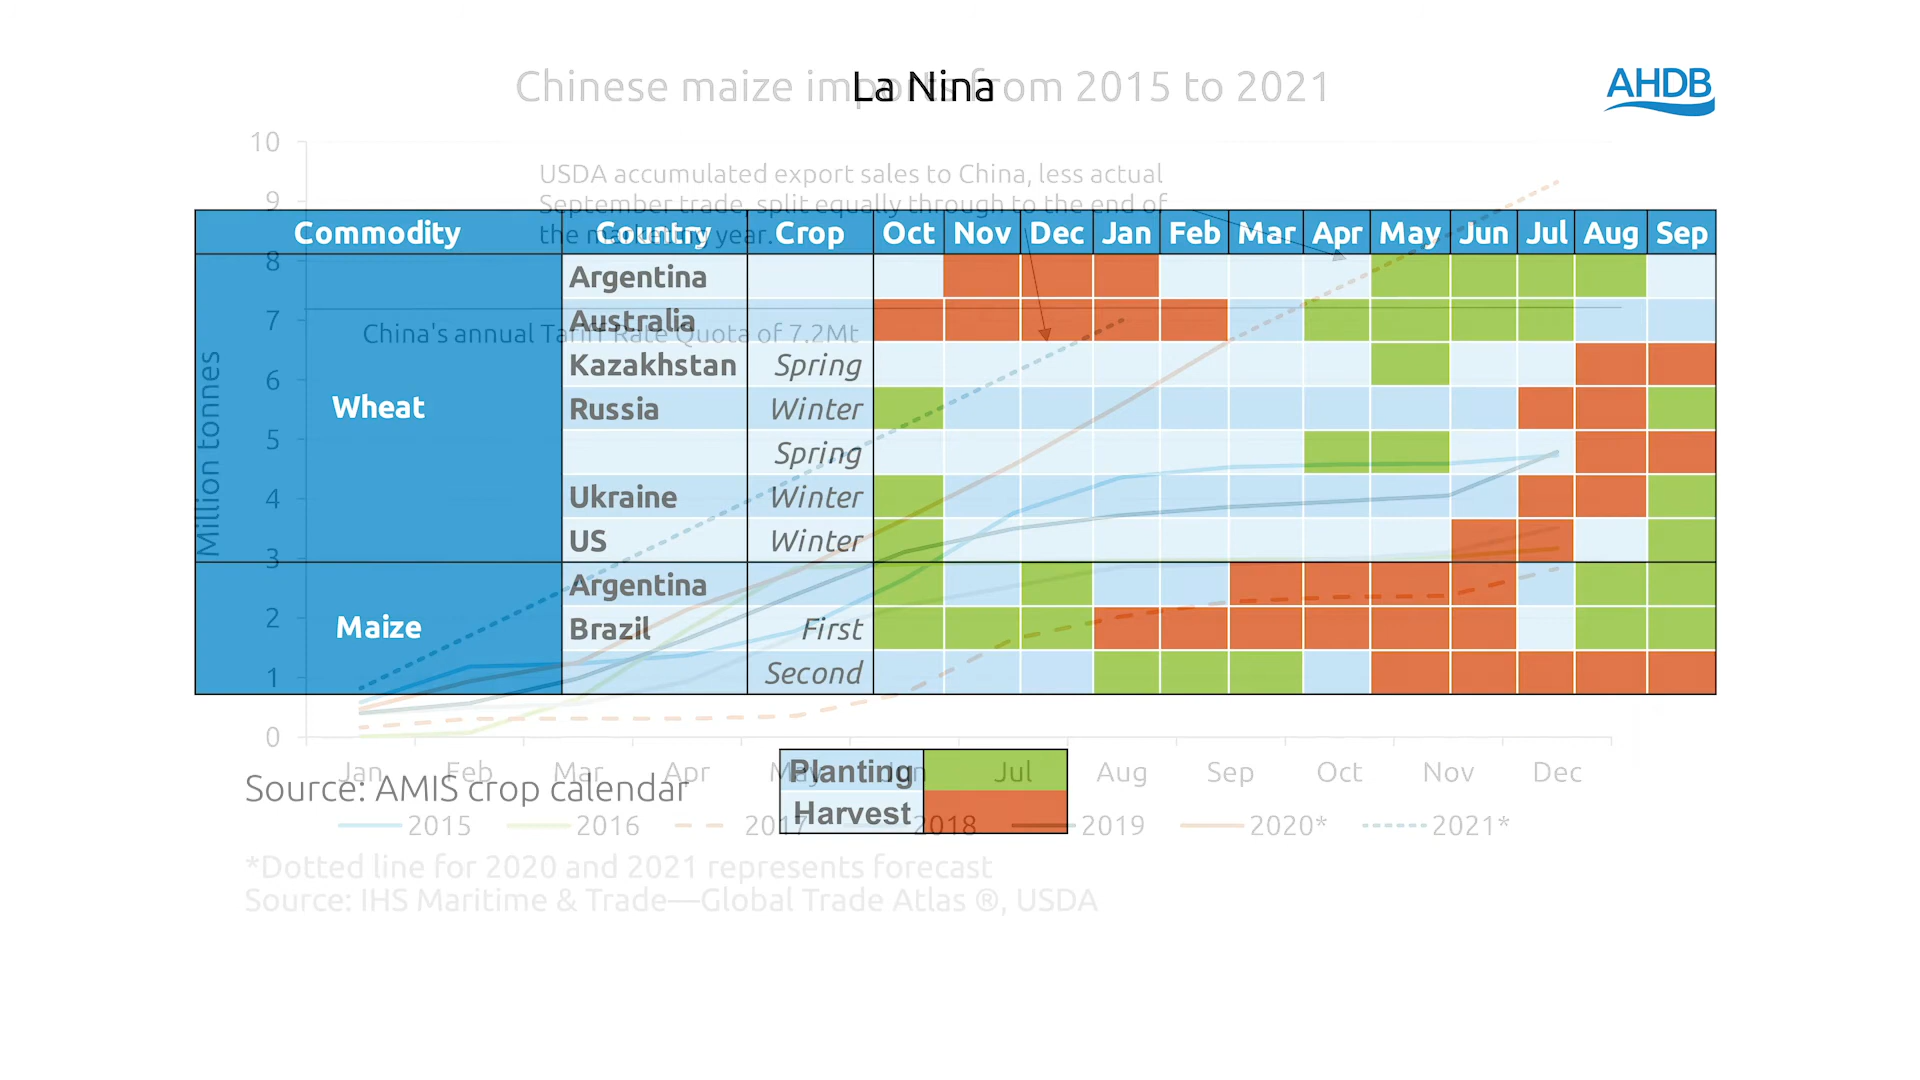 Chinese maize imports from 2015 to 2021
La Nina
AHDB
USDA accumulated export sales to China, less actual
September trade, split equally through to the end of
the marketing year.
China's annual Tariff Rate Quota of 7.2Mt
Million tonnes
10
9
8
7
6
5
4
3
2
1
0
Commodity Country Crop Oct Nov Dec Jan Feb Mar Apr May Jun Jul Aug Sep
Wheat
Argentina
Australia
Kazakhstan Spring
Russia Winter
Spring
Ukraine Winter
US Winter
Maize
Argentina
Brazil First
Second
Jan Feb Mar Apr May Jun Jul Aug Sep Oct Nov Dec
Planting
Harvest
Source: AMIS crop calendar
2015 2016 2017 2018 2019 2020* 2021*
*Dotted line for 2020 and 2021 represents forecast
Source: IHS Maritime & Trade—Global Trade Atlas ®, USDA